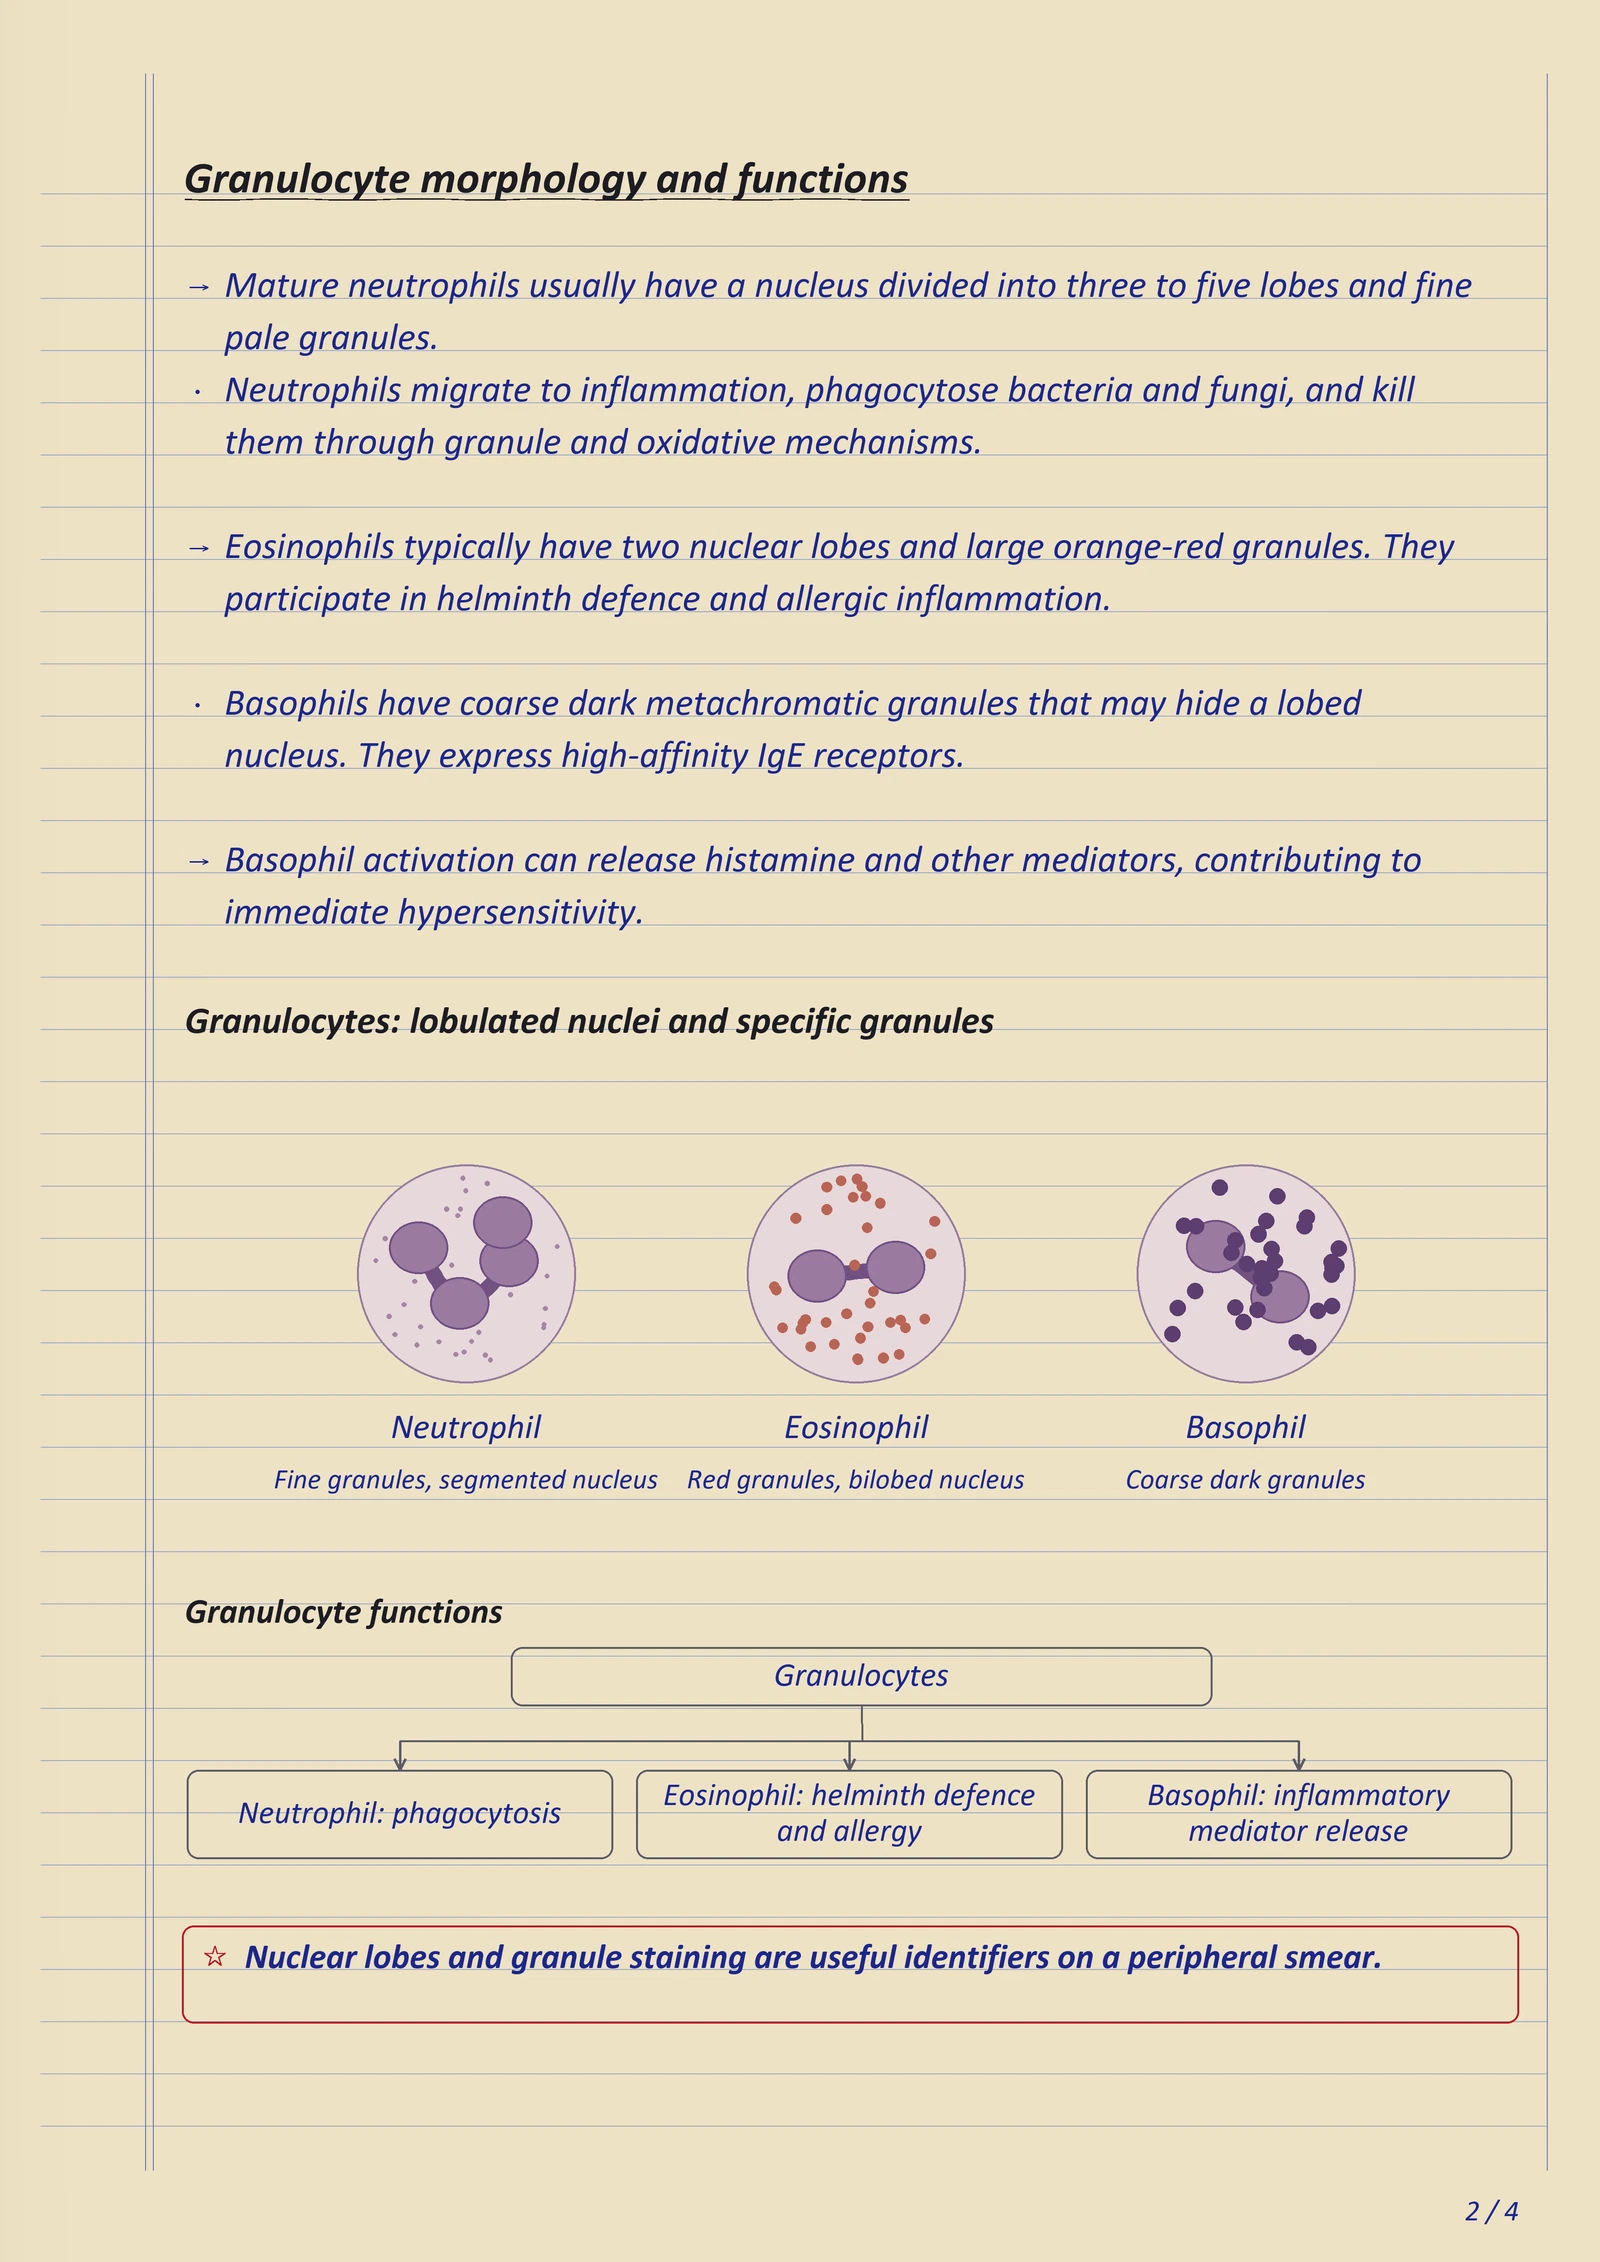 Granulocyte morphology and functions
→ Mature neutrophils usually have a nucleus divided into three to five lobes and fine
pale granules.
· Neutrophils migrate to inflammation, phagocytose bacteria and fungi, and kill
them through granule and oxidative mechanisms.
→ Eosinophils typically have two nuclear lobes and large orange-red granules. They
participate in helminth defence and allergic inflammation.
· Basophils have coarse dark metachromatic granules that may hide a lobed
nucleus. They express high-affinity IgE receptors.
→ Basophil activation can release histamine and other mediators, contributing to
immediate hypersensitivity.
Granulocytes: lobulated nuclei and specific granules
Neutrophil
Fine granules, segmented nucleus
Eosinophil
Red granules, bilobed nucleus
Basophil
Coarse dark granules
Granulocyte functions
Granulocytes
Neutrophil: phagocytosis
Eosinophil: helminth defence
and allergy
Basophil: inflammatory
mediator release
☆ Nuclear lobes and granule staining are useful identifiers on a peripheral smear.
2 / 4